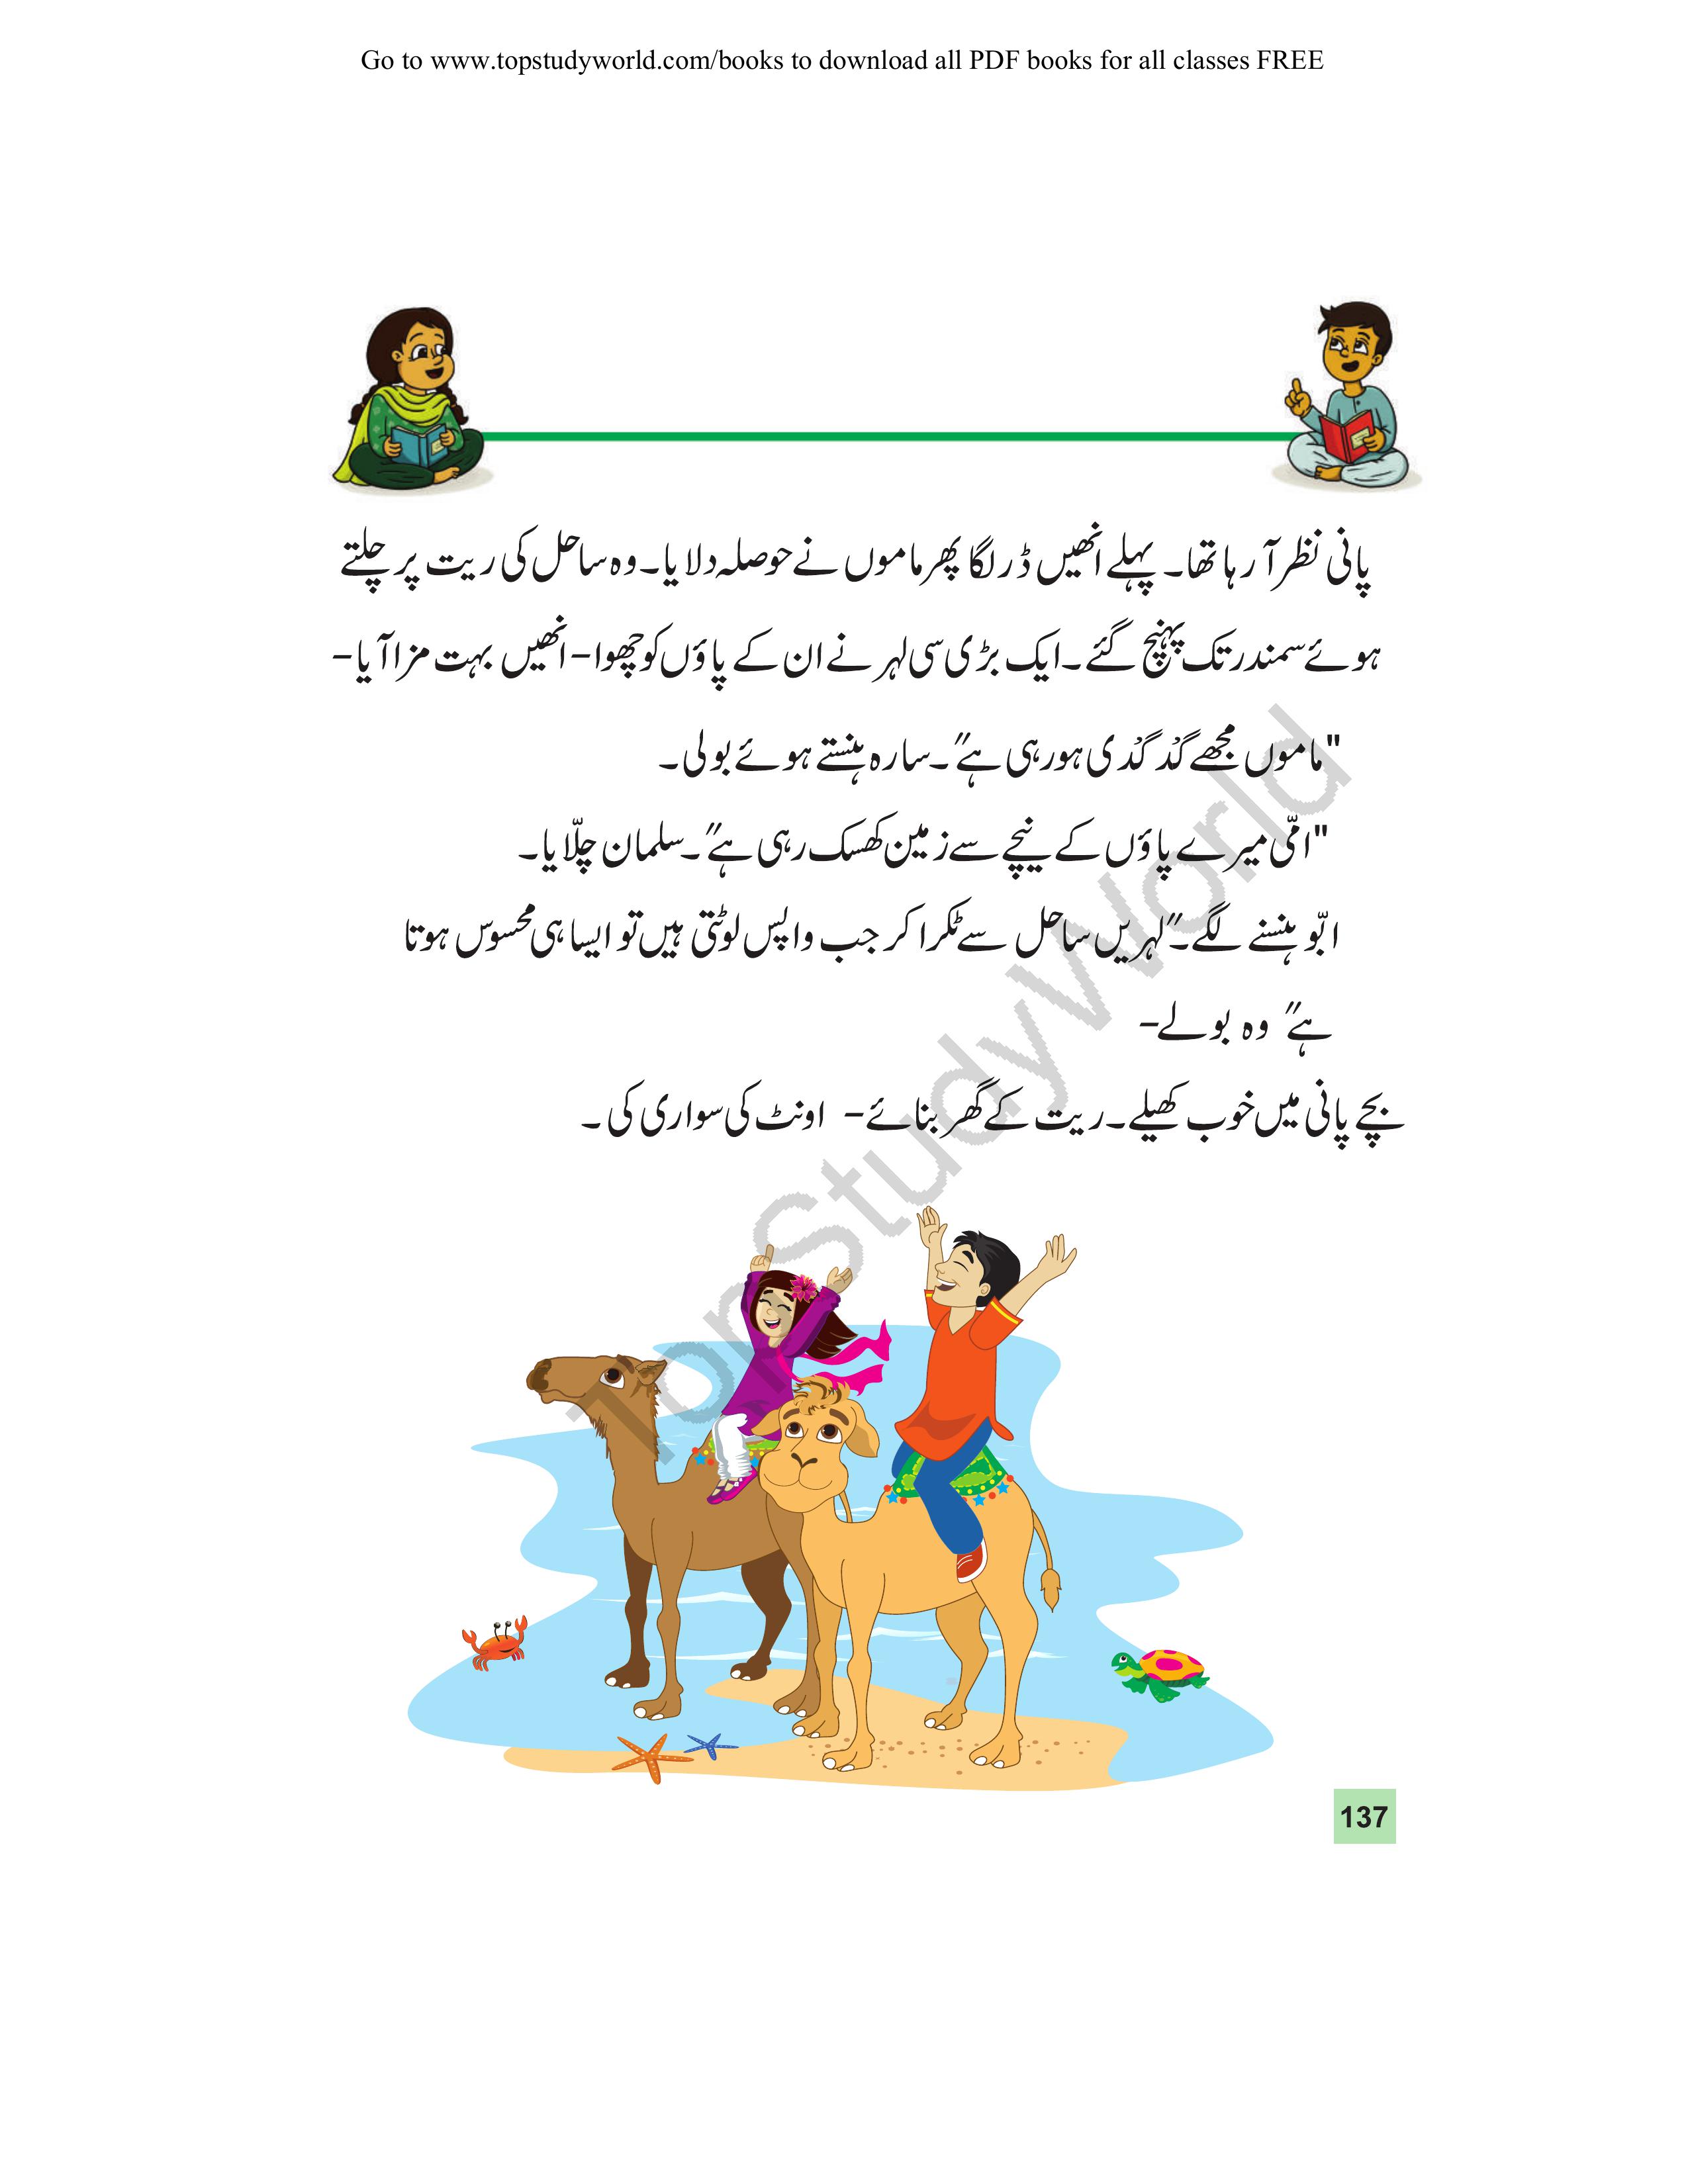 Go to www.topstudyworld.com/books to download all PDF books for all classes FREE
پانی نظر آ رہا تھا۔ پہلے انھیں ڈر لگا پھر ماموں نے حوصلہ دلایا۔ وہ ساحل کی ریت پر چلتے
ہوئے سمندر تک پہنچ گئے۔ ایک بڑی سی لہر نے ان کے پاؤں کو چھوا– انھیں بہت مزا آیا–
"ماموں مجھے گُدگُدی ہو رہی ہے"۔ سارہ ہنستے ہوئے بولی۔
"امّی میرے پاؤں کے نیچے سے زمین کھسک رہی ہے"۔ سلمان چلّایا۔
ابّو ہنسنے لگے۔ "لہریں ساحل سے ٹکرا کر جب واپس لوٹتی ہیں تو ایسا ہی محسوس ہوتا
ہے" وہ بولے–
بچے پانی میں خوب کھیلے۔ ریت کے گھر بنائے– اونٹ کی سواری کی۔
TopStudyWorld
137